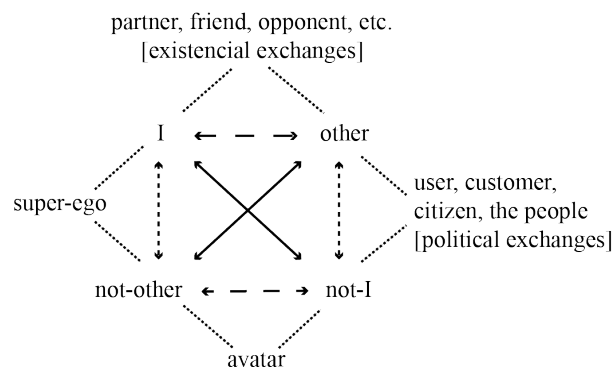 partner, friend, opponent, etc.
[existencial exchanges]
I
other
super-ego
user, customer,
citizen, the people
[political exchanges]
not-other
not-I
avatar